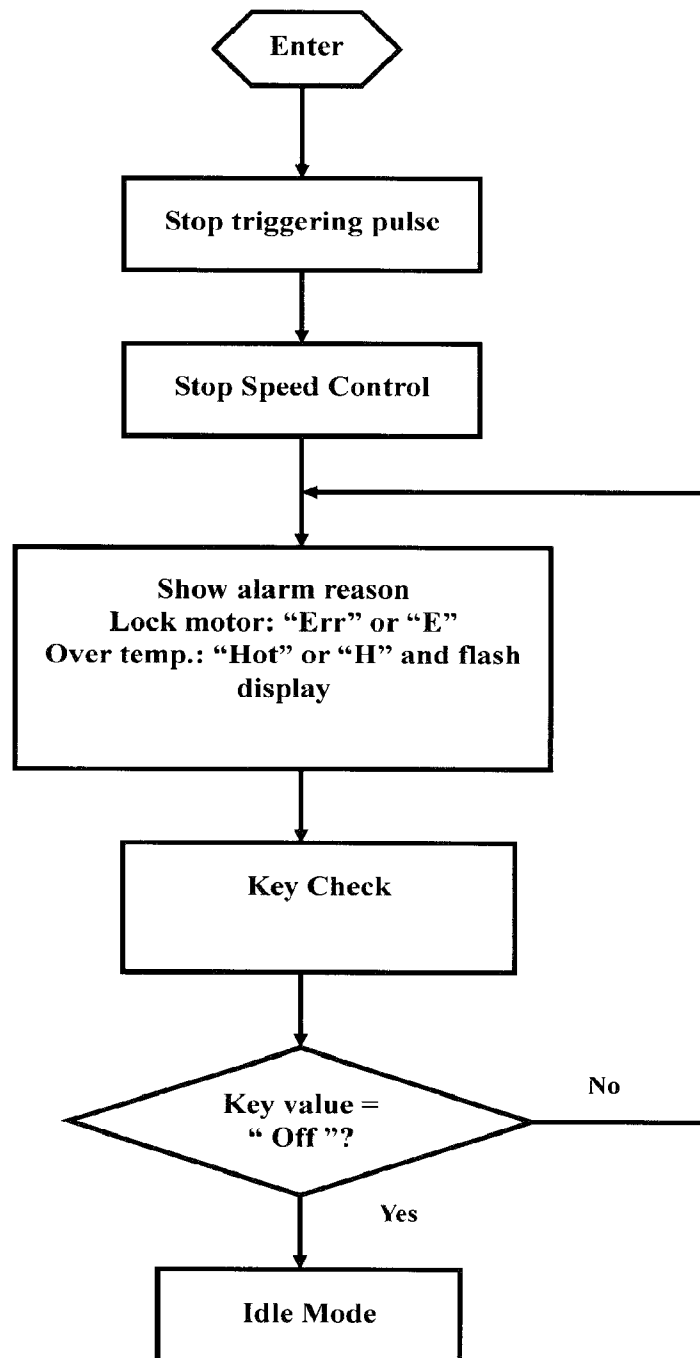 Enter
Stop triggering pulse
Stop Speed Control
Show alarm reason
Lock motor: “Err” or “E”
Over temp.: “Hot” or “H” and flash
display
Key Check
Key value =
“ Off ”?
No
Yes
Idle Mode